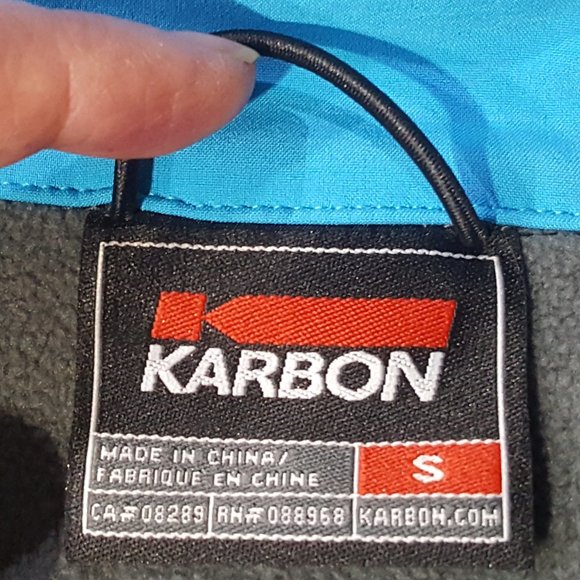 KARBON
MADE IN CHINA/
FABRIQUE EN CHINE
S
CA#08289 RN#088968 KARBON.COM